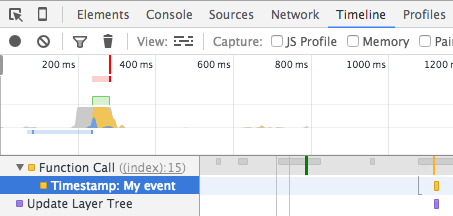 Elements Console Sources Network Timeline Profiles
View: Capture: JS Profile Memory Pai
200 ms 400 ms 600 ms 800 ms 1000 ms 1200 m
Function Call ((index):15)
Timestamp: My event
Update Layer Tree